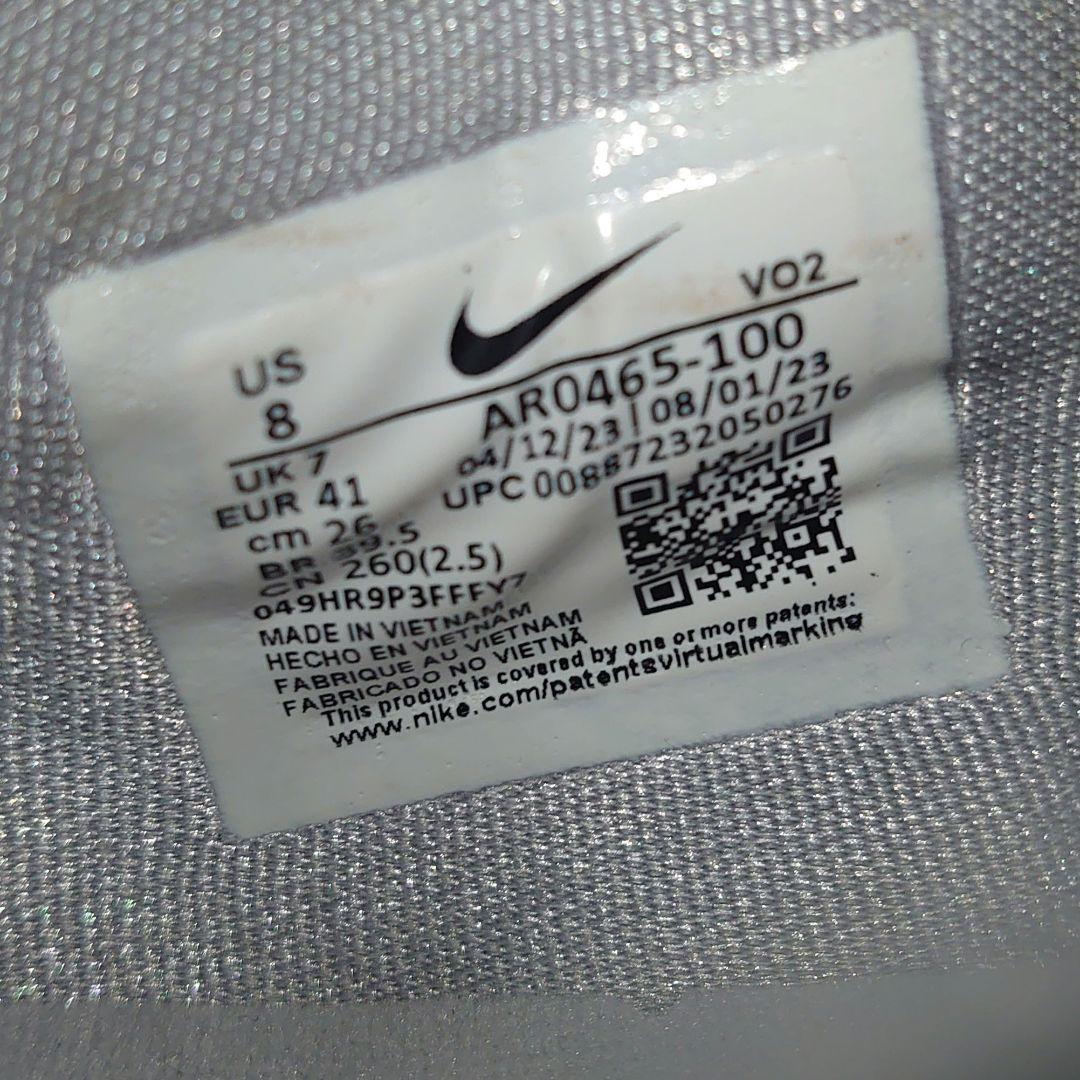 VO2
US
8
AR0465-100
04/12/23 | 08/01/23
UPC 00887232050276
UK 7
EUR 41
cm 26
BR 39.5
CN 260(2.5)
049HR9P3FFFY7
MADE IN VIETNAM
HECHO EN VIETNAM
FABRIQUE AU VIETNAM
FABRICADO NO VIETNÃ
This product is covered by one or more patents:
www.nike.com/patentsvirtualmarking